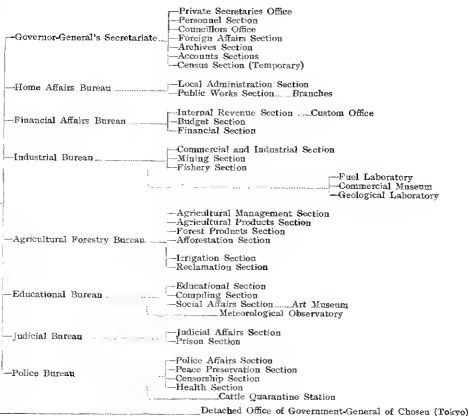 Private Secretaries Office
Personnel Section
Councillors Office
Governor-General's Secretariate
Foreign Affairs Section
Archives Section
Accounts Sections
Census Section (Temporary)
Home Affairs Bureau
Local Administration Section
Public Works Section
Branches
Financial Affairs Bureau
Internal Revenue Section
Custom Office
Budget Section
Financial Section
Industrial Bureau
Commercial and Industrial Section
Mining Section
Fishery Section
Fuel Laboratory
Commercial Museum
Geological Laboratory
Agricultural Forestry Bureau
Agricultural Management Section
Agricultural Products Section
Forest Products Section
Afforestation Section
Irrigation Section
Reclamation Section
Educational Bureau
Educational Section
Compiling Section
Social Affairs Section
Art Museum
Meteorological Observatory
Judicial Bureau
Judicial Affairs Section
Prison Section
Police Bureau
Police Affairs Section
Peace Preservation Section
Censorship Section
Health Section
Cattle Quarantine Station
Detached Office of Government-General of Chosen (Tokyo)